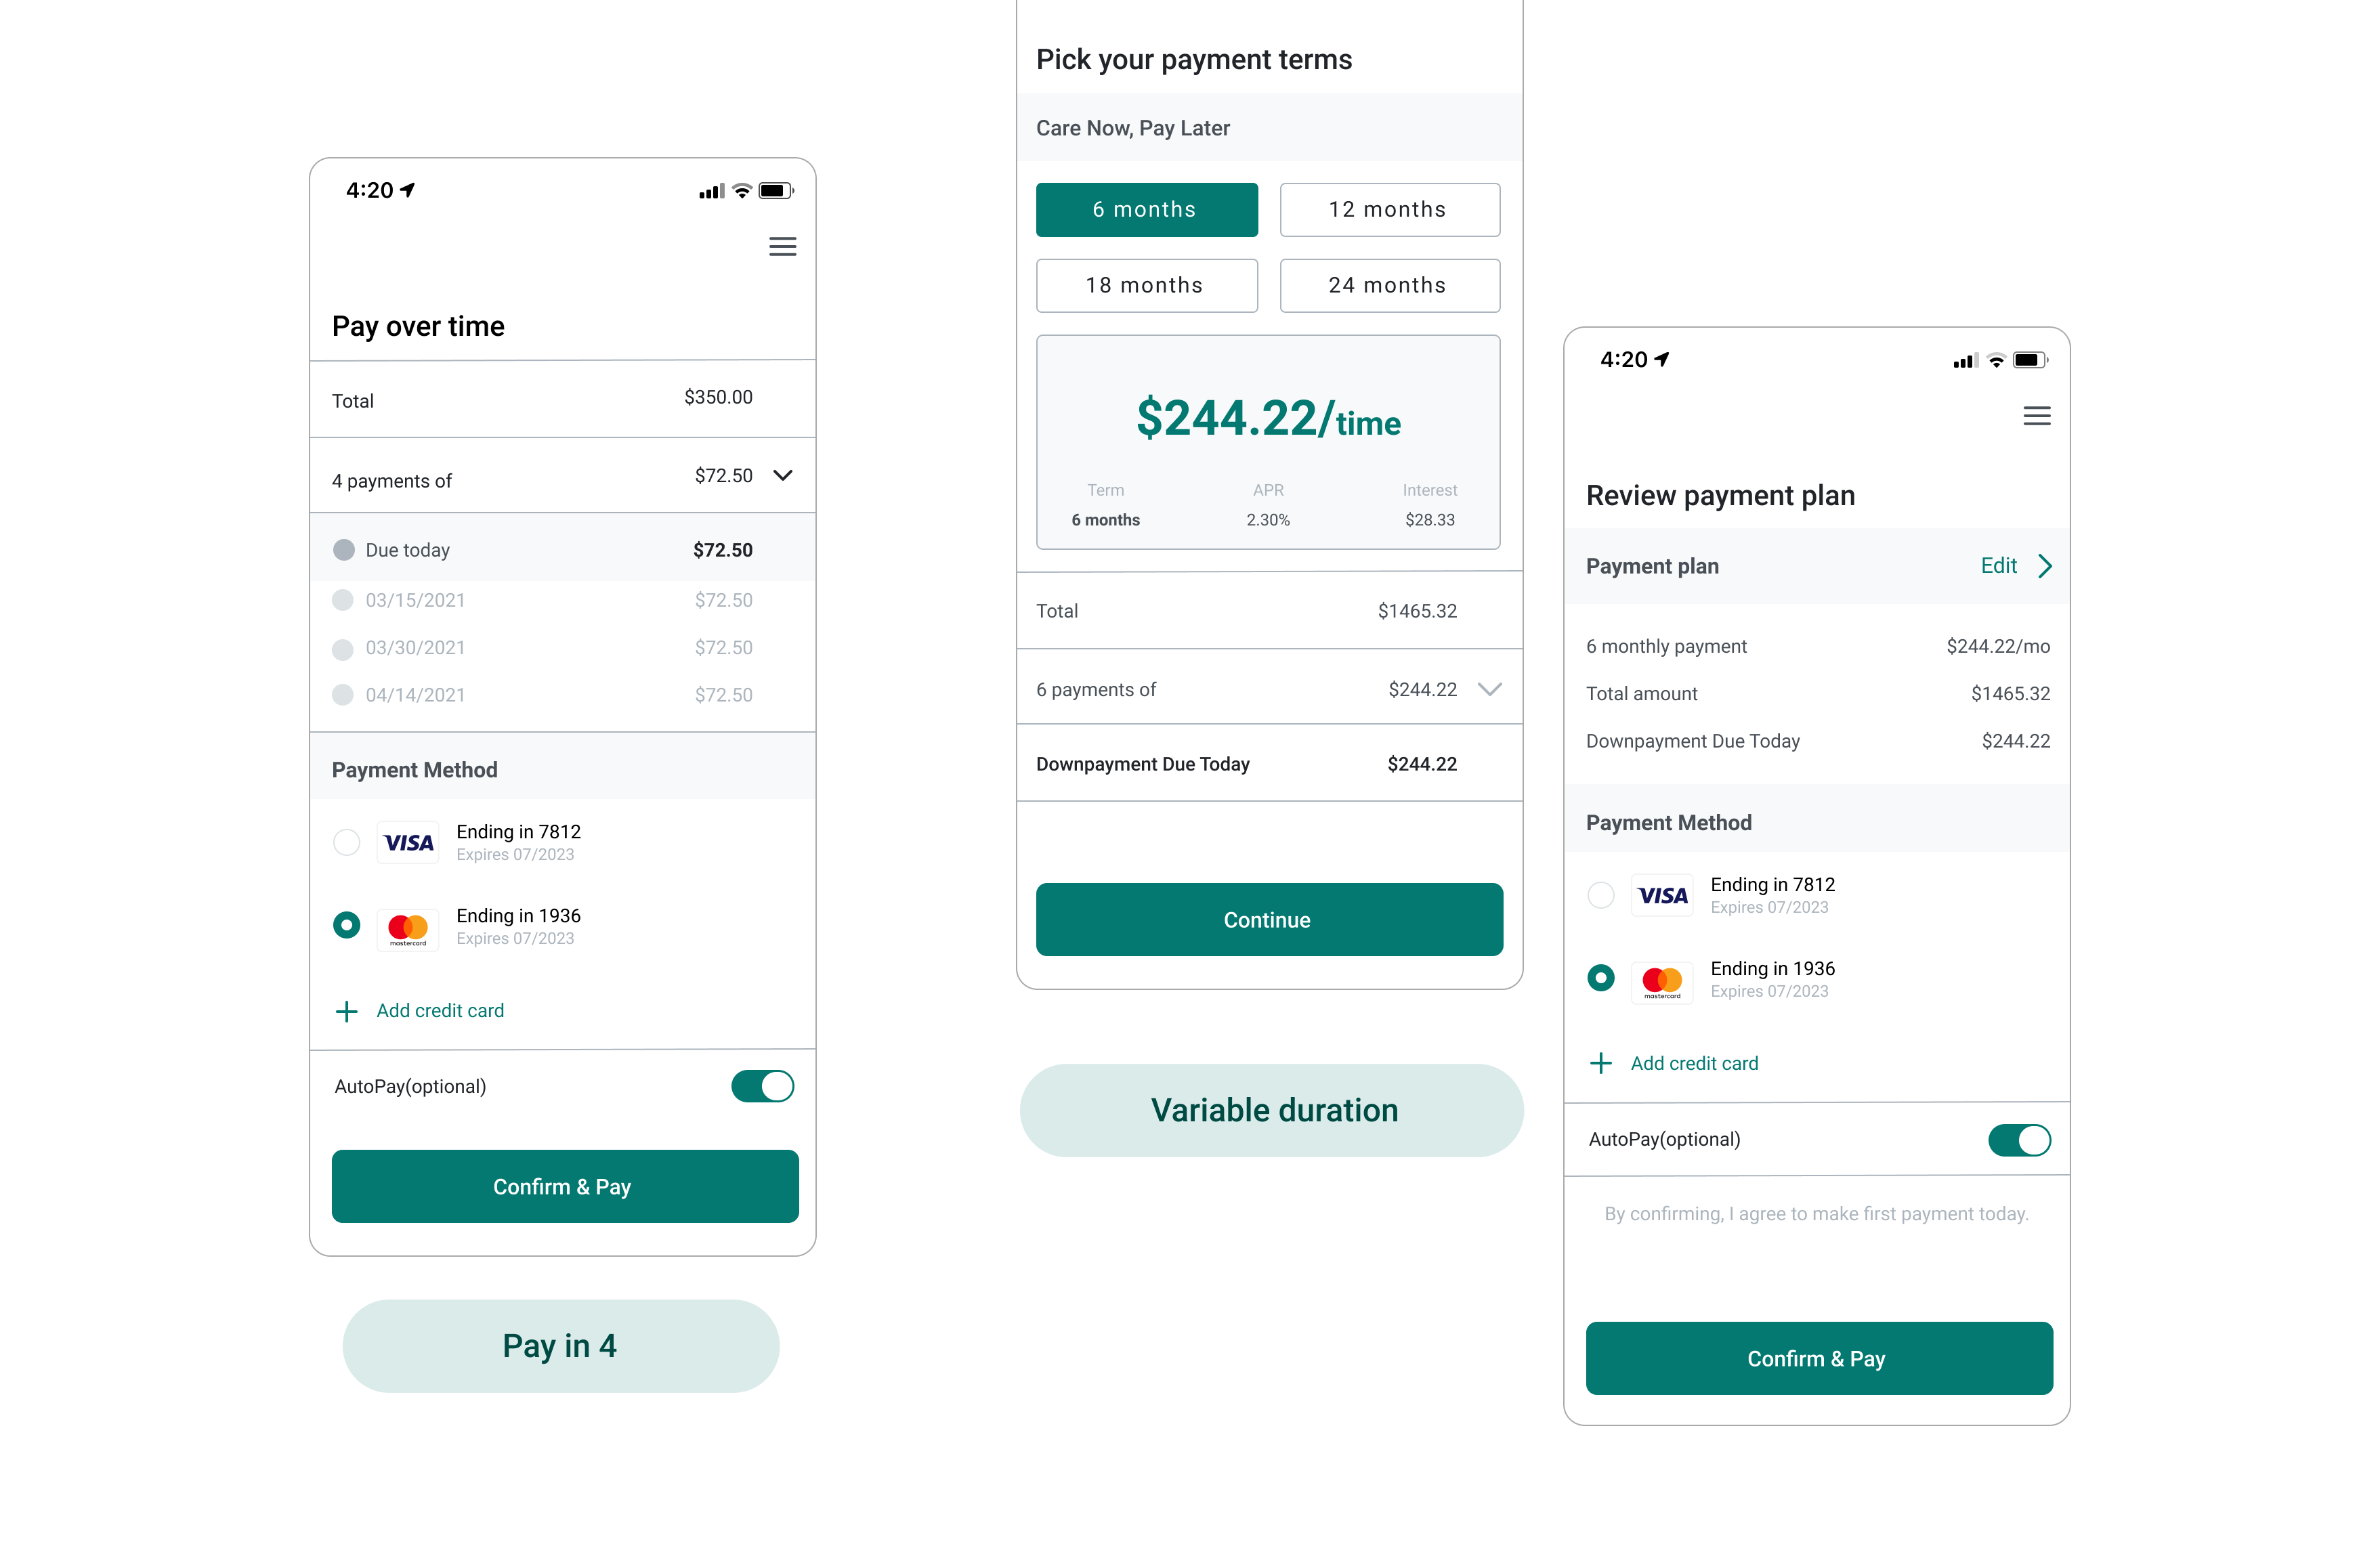 4:20
Pay over time
Total $350.00
4 payments of $72.50
Due today $72.50
03/15/2021 $72.50
03/30/2021 $72.50
04/14/2021 $72.50
Payment Method
VISA Ending in 7812
Expires 07/2023
Ending in 1936
mastercard Expires 07/2023
+ Add credit card
AutoPay(optional)
Confirm & Pay
Pay in 4
Pick your payment terms
Care Now, Pay Later
6 months 12 months
18 months 24 months
$244.22/time
Term APR Interest
6 months 2.30% $28.33
Total $1465.32
6 payments of $244.22
Downpayment Due Today $244.22
Continue
Variable duration
4:20
Review payment plan
Payment plan Edit
6 monthly payment $244.22/mo
Total amount $1465.32
Downpayment Due Today $244.22
Payment Method
VISA Ending in 7812
Expires 07/2023
Ending in 1936
mastercard Expires 07/2023
+ Add credit card
AutoPay(optional)
By confirming, I agree to make first payment today.
Confirm & Pay